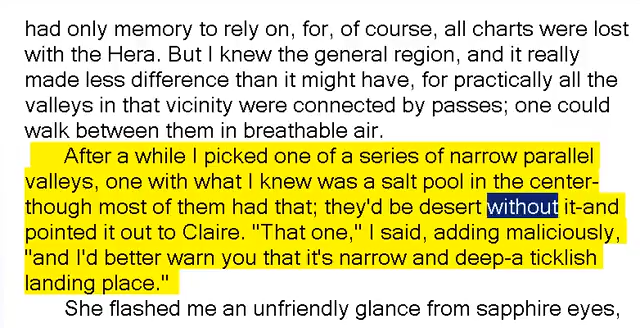 had only memory to rely on, for, of course, all charts were lost
with the Hera. But I knew the general region, and it really
made less difference than it might have, for practically all the
valleys in that vicinity were connected by passes; one could
walk between them in breathable air.
After a while I picked one of a series of narrow parallel
valleys, one with what I knew was a salt pool in the center-
though most of them had that; they'd be desert without it-and
pointed it out to Claire. "That one," I said, adding maliciously,
"and I'd better warn you that it's narrow and deep-a ticklish
landing place."
She flashed me an unfriendly glance from sapphire eyes,